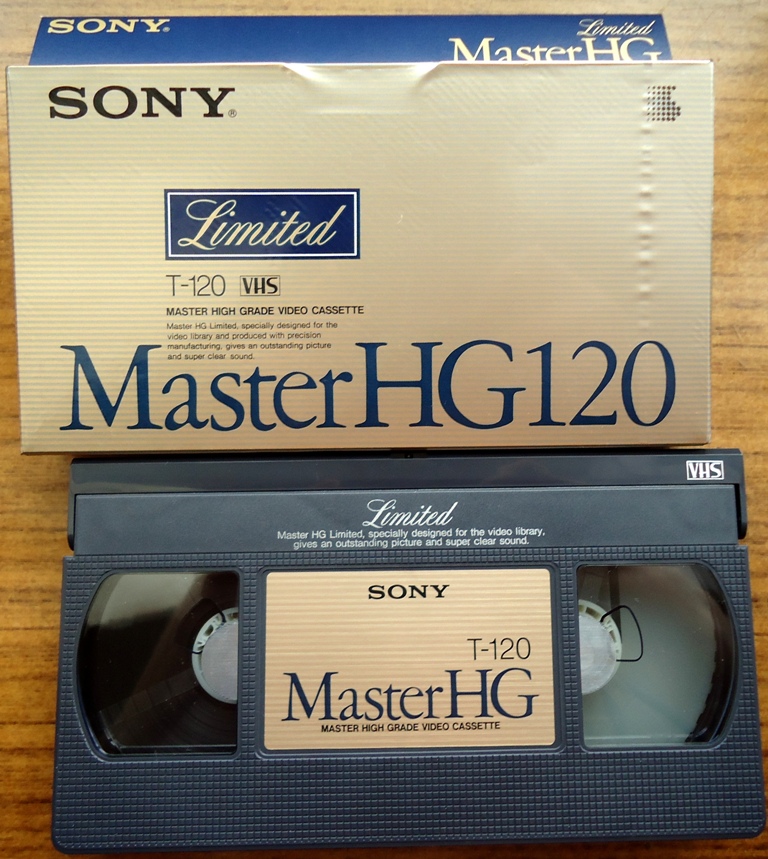 SONY®
Limited
MasterHG
SONY®
L
Limited
T-120 VHS
MASTER HIGH GRADE VIDEO CASSETTE
Master HG Limited, specially designed for the
video library and produced with precision
manufacturing, gives an outstanding picture
and super clear sound.
MasterHG120
VHS
Limited
Master HG Limited, specially designed for the video library,
gives an outstanding picture and super clear sound.
SONY
T-120
MasterHG
MASTER HIGH GRADE VIDEO CASSETTE